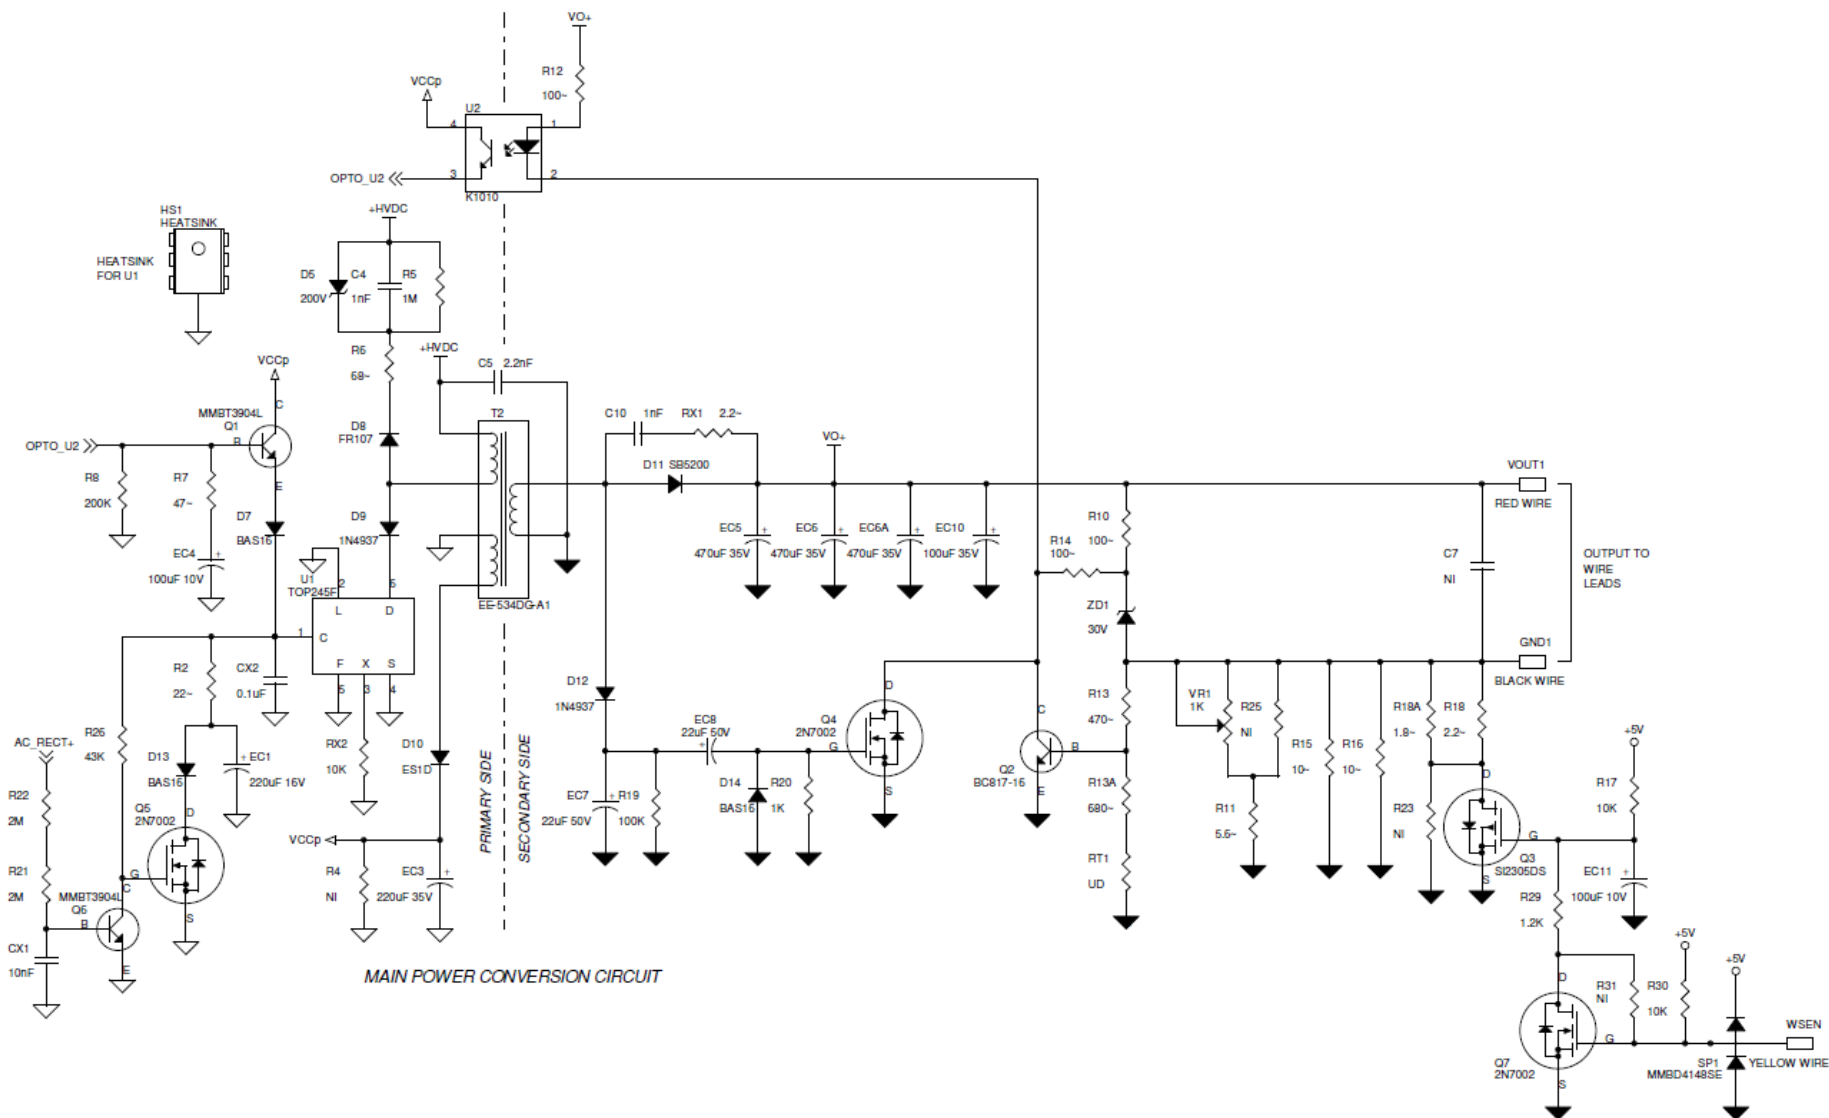 VO+
R12
100~
VCCp
U2
4
1
3
2
OPTO_U2
K1010
HS1
HEATSINK
HEATSINK
FOR U1
+HVDC
D5
200V
C4
1nF
R5
1M
R6
68~
+HVDC
C5 2.2nF
VCCp
C
MMBT3904L
Q1
B
OPTO_U2
E
D8
FR107
T2
C10 1nF RX1 2.2~
VO+
D11 SB5200
VOUT1
RED WIRE
R8
200K
R7
47~
D7
BAS16
D9
1N4937
EC4
100uF 10V
EC5
470uF 35V
EC6
470uF 35V
EC6A
470uF 35V
EC10
100uF 35V
R10
100~
R14
100~
C7
NI
OUTPUT TO
WIRE
LEADS
U1
TOP245F
2
6
L
D
EE-534DG-A1
ZD1
30V
1
C
F
X
S
5
3
4
GND1
BLACK WIRE
R2
22~
CX2
0.1uF
D12
1N4937
D
R13
470~
VR1
1K
R25
NI
R18A
1.8~
R18
2.2~
EC8
22uF 50V
Q4
2N7002
G
S
C
B
Q2
BC817-16
E
R15
10~
R16
10~
+5V
AC_RECT+
R26
43K
D13
BAS16
EC1
220uF 16V
RX2
10K
D10
ES1D
PRIMARY SIDE
SECONDARY SIDE
EC7
22uF 50V
R19
100K
D14
BAS16
R20
1K
R13A
680~
R11
5.6~
R23
NI
D
G
Q3
SI2305DS
S
R17
10K
R22
2M
Q5
2N7002
D
G
S
VCCp
R4
NI
EC3
220uF 35V
RT1
UD
EC11
100uF 10V
R29
1.2K
R21
2M
MMBT3904L
Q6
C
B
E
CX1
10nF
MAIN POWER CONVERSION CIRCUIT
+5V
+5V
D
R31
NI
R30
10K
G
Q7
2N7002
S
SP1
MMBD4148SE
WSEN
YELLOW WIRE